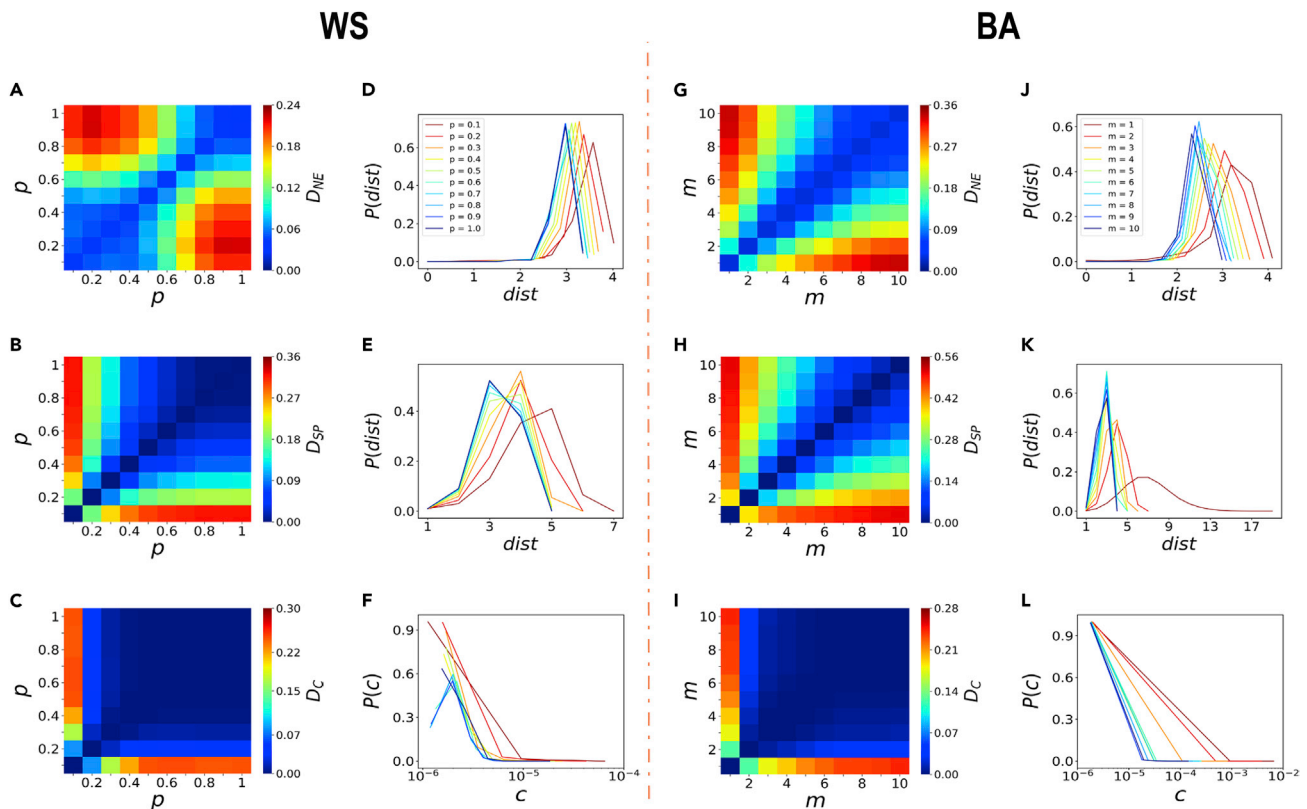 WS
BA
A
1
0.8
0.6
0.4
0.2
p
0.2 0.4 0.6 0.8 1
p
0.24
0.18
0.12
0.06
0.00
D_NE
D
0.6
0.4
0.2
0.0
P(dist)
p = 0.1
p = 0.2
p = 0.3
p = 0.4
p = 0.5
p = 0.6
p = 0.7
p = 0.8
p = 0.9
p = 1.0
0 1 2 3 4
dist
G
10
8
6
4
2
m
2 4 6 8 10
m
0.36
0.27
0.18
0.09
0.00
D_NE
J
0.6
0.4
0.2
0.0
P(dist)
m = 1
m = 2
m = 3
m = 4
m = 5
m = 6
m = 7
m = 8
m = 9
m = 10
0 1 2 3 4
dist
B
1
0.8
0.6
0.4
0.2
p
0.2 0.4 0.6 0.8 1
p
0.36
0.27
0.18
0.09
0.00
D_SP
E
0.4
0.2
0.0
P(dist)
1 3 5 7
dist
H
10
8
6
4
2
m
2 4 6 8 10
m
0.56
0.42
0.28
0.14
0.00
D_SP
K
0.6
0.4
0.2
0.0
P(dist)
1 5 9 13 17
dist
C
1
0.8
0.6
0.4
0.2
p
0.2 0.4 0.6 0.8 1
p
0.30
0.24
0.18
0.12
0.06
0.00
D_C
F
0.9
0.6
0.3
0.0
P(c)
10⁻⁶ 10⁻⁵ 10⁻⁴
c
I
10
8
6
4
2
m
2 4 6 8 10
m
0.28
0.21
0.14
0.07
0.00
D_C
L
0.9
0.6
0.3
0.0
P(c)
10⁻⁶ 10⁻⁵ 10⁻⁴ 10⁻³ 10⁻²
c